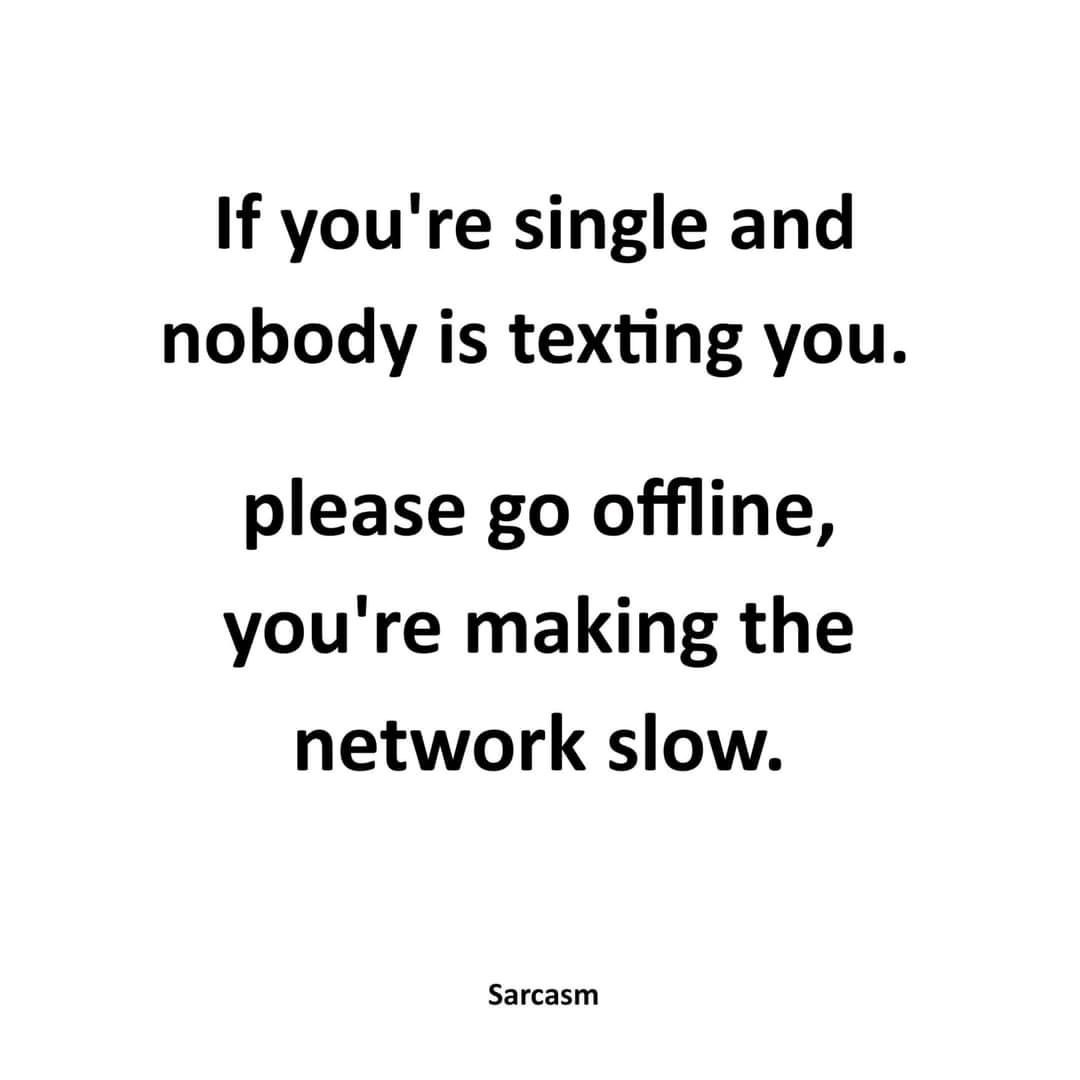 If you're single and
nobody is texting you.
please go offline,
you're making the
network slow.
Sarcasm